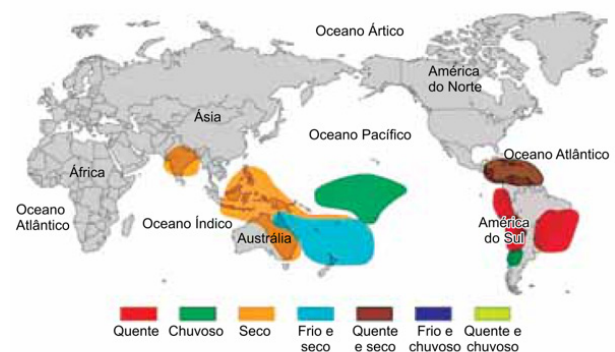 Oceano Ártico
América
do Norte
Ásia
Oceano Pacífico
África
Oceano Atlântico
Oceano
Atlântico
Oceano Índico
Austrália
América
do Sul
Quente
Chuvoso
Seco
Frio e
seco
Quente
e seco
Frio e
chuvoso
Quente e
chuvoso